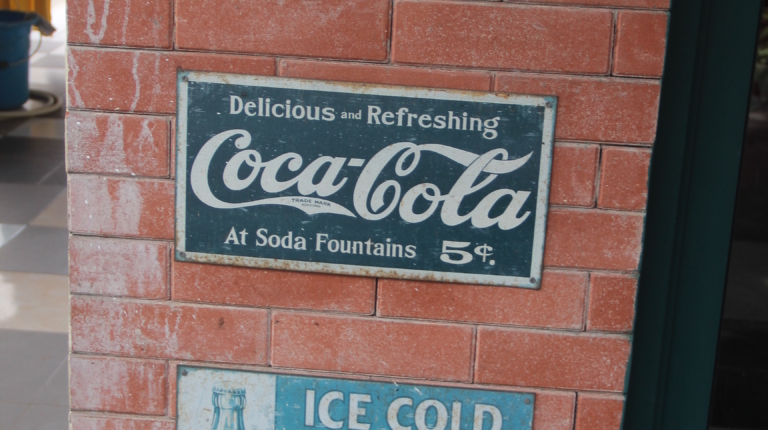 Delicious and Refreshing
Coca-Cola
TRADE MARK
At Soda Fountains 5¢.
ICE COLD